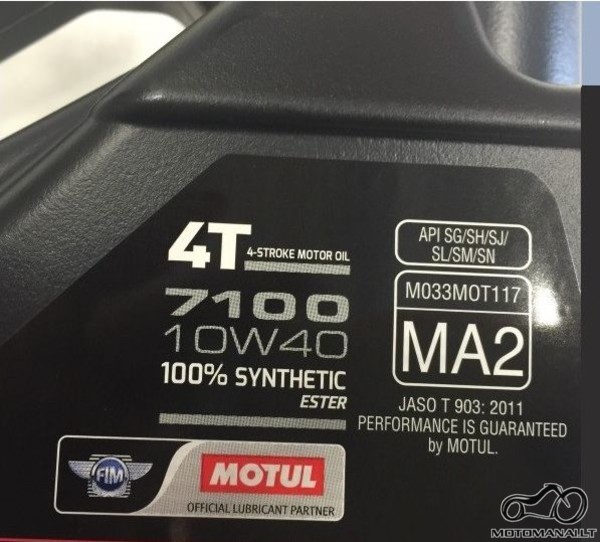 4T 4-STROKE MOTOR OIL
7100
10W40
100% SYNTHETIC
ESTER
API SG/SH/SJ/
SL/SM/SN
M033MOT117
MA2
JASO T 903: 2011
PERFORMANCE IS GUARANTEED
by MOTUL.
FIM
MOTUL
OFFICIAL LUBRICANT PARTNER
MOTOMANAI.LT